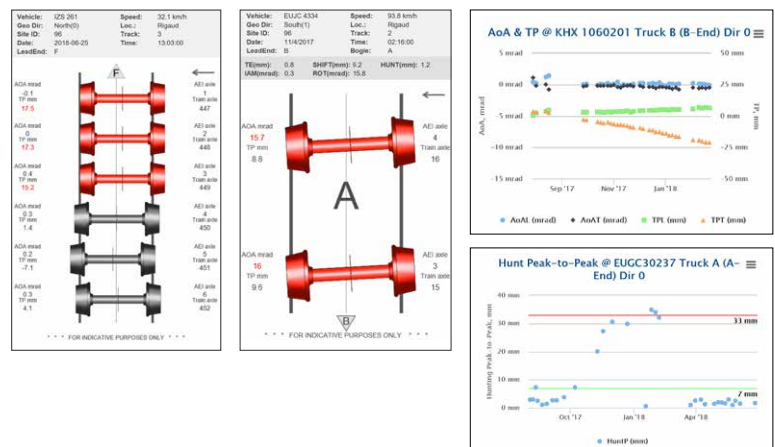 Vehicle: IZS 261 Speed: 32.1 km/h
Geo Dir: North(0) Loc.: Rigaud
Site ID: 96 Track: 3
Date: 2018-06-25 Time: 13:03:00
LeadEnd: F
F
AOA mrad AEI axle
-0.1 1
TP mm Train axle
17.5 447
AOA mrad AEI axle
0 2
TP mm Train axle
17.3 448
AOA mrad AEI axle
0.4 3
TP mm Train axle
15.2 449
AOA mrad AEI axle
0.3 4
TP mm Train axle
1.4 450
AOA mrad AEI axle
0.2 5
TP mm Train axle
-7.1 451
AOA mrad AEI axle
0.3 6
TP mm Train axle
4.1 452
* * * FOR INDICATIVE PURPOSES ONLY * * *
Vehicle: EUJC 4334 Speed: 93.8 km/h
Geo Dir: South(1) Loc.: Rigaud
Site ID: 96 Track: 2
Date: 11/4/2017 Time: 02:16:00
LeadEnd: B Bogie: A
TE(mm): 0.8 SHIFT(mm): 5.2 HUNT(mm): 1.2
IAM(mrad): 0.3 ROT(mrad): 15.8
AOA mrad AEI axle
15.7 4
TP mm Train axle
8.8 16
A
AOA mrad AEI axle
16 3
TP mm Train axle
9.6 15
B
* * * FOR INDICATIVE PURPOSES ONLY * * *
AoA & TP @ KHX 1060201 Truck B (B-End) Dir 0
5 mrad 50 mm
0 mrad 25 mm
-5 mrad 0 mm
-10 mrad -25 mm
-15 mrad -50 mm
AoA, mrad
TP, mm
Sep '17 Nov '17 Jan '18
AoAL (mrad) AoAT (mrad) TPL (mm) TPT (mm)
Hunt Peak-to-Peak @ EUGC30237 Truck A (A-
End) Dir 0
Hunting Peak-to-Peak, mm
40 mm
33 mm
30 mm
20 mm
10 mm
7 mm
0 mm
Oct '17 Jan '18 Apr '18
HuntP (mm)